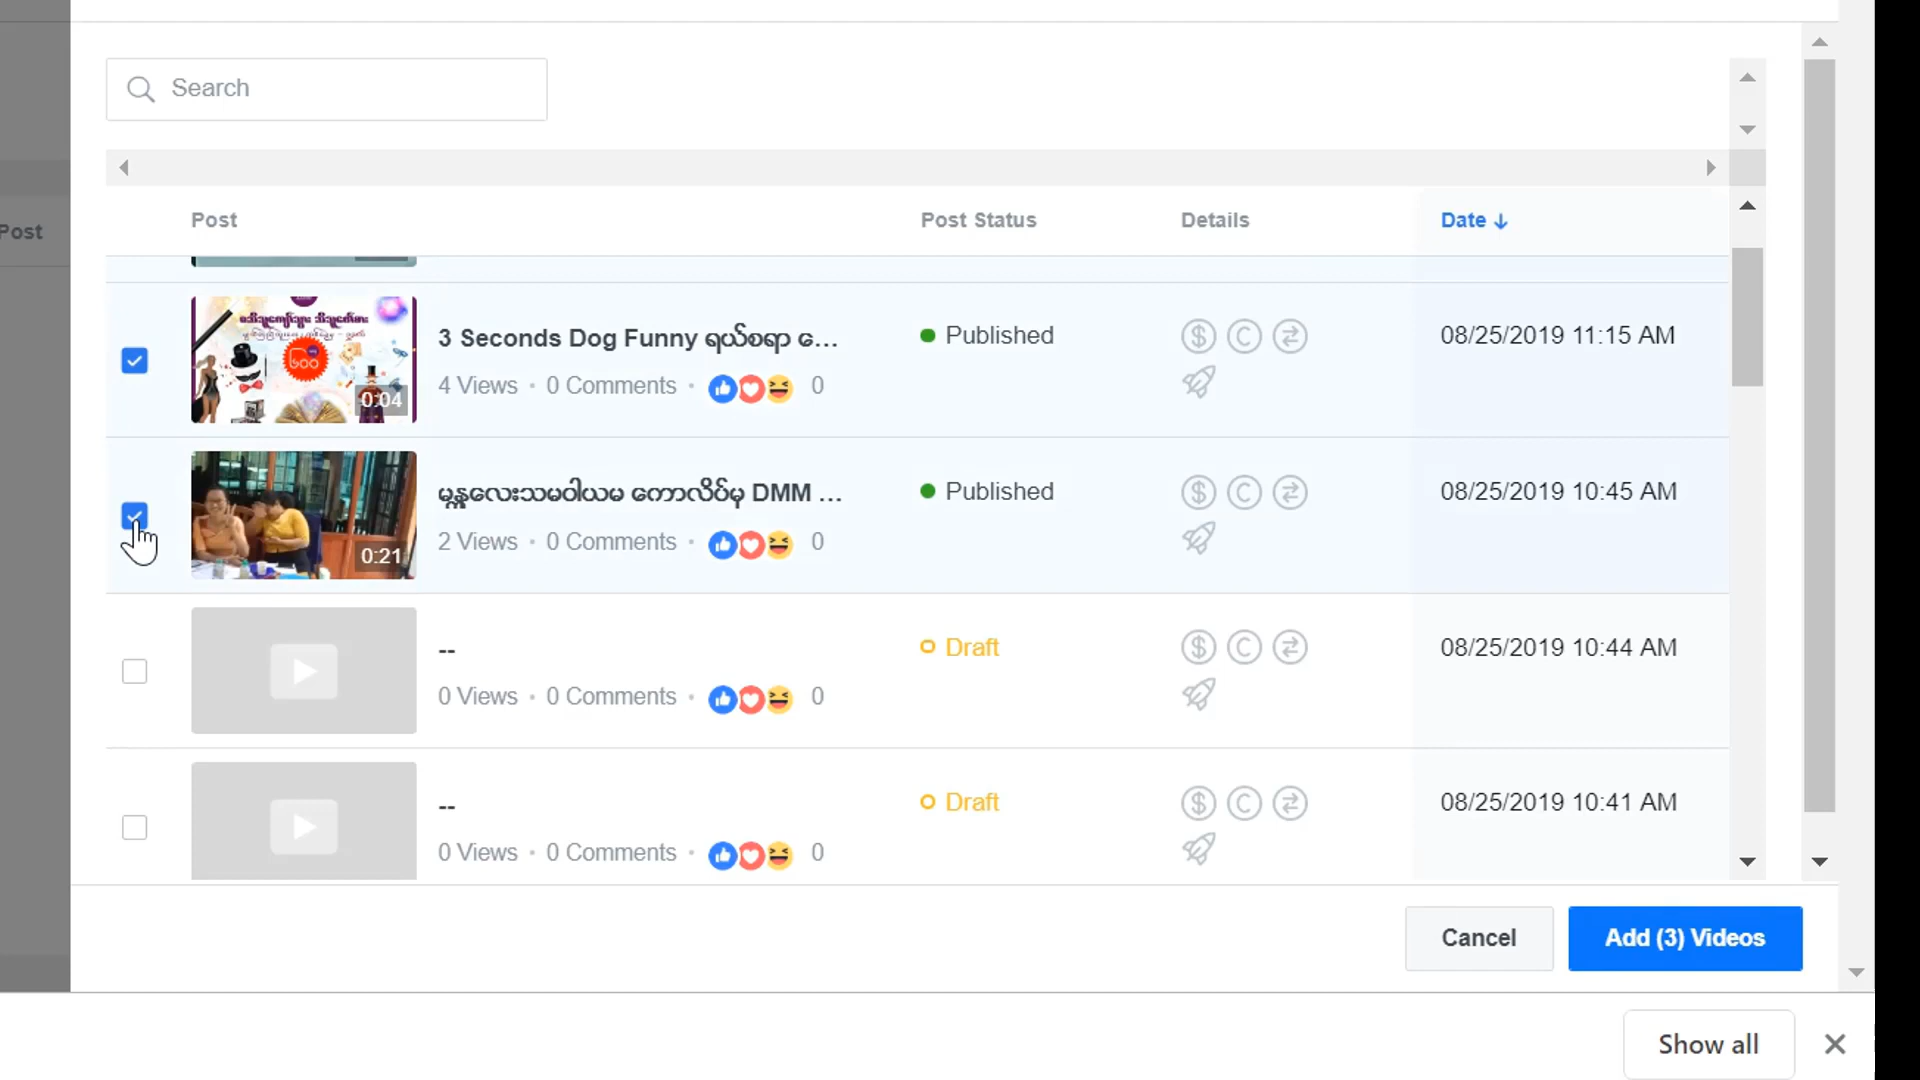 Search
Post
Post Post Status Details Date
3 Seconds Dog Funny ရယ်စရာ ေ...
Published
08/25/2019 11:15 AM
4 Views · 0 Comments · 0
0:04
မန္တလေးသမဝါယမ ကောလိပ်မှ DMM ...
Published
08/25/2019 10:45 AM
2 Views · 0 Comments · 0
0:21
--
Draft
08/25/2019 10:44 AM
0 Views · 0 Comments · 0
--
Draft
08/25/2019 10:41 AM
0 Views · 0 Comments · 0
Cancel
Add (3) Videos
Show all